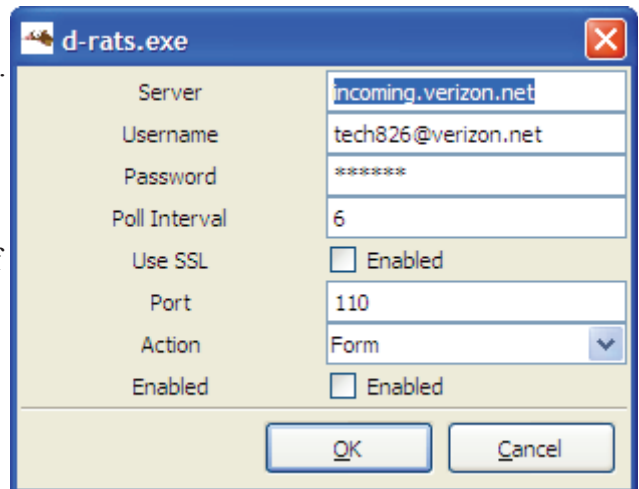 d-rats.exe
Server incoming.verizon.net
Username tech826@verizon.net
Password ******
Poll Interval 6
Use SSL Enabled
Port 110
Action Form
Enabled Enabled
OK Cancel